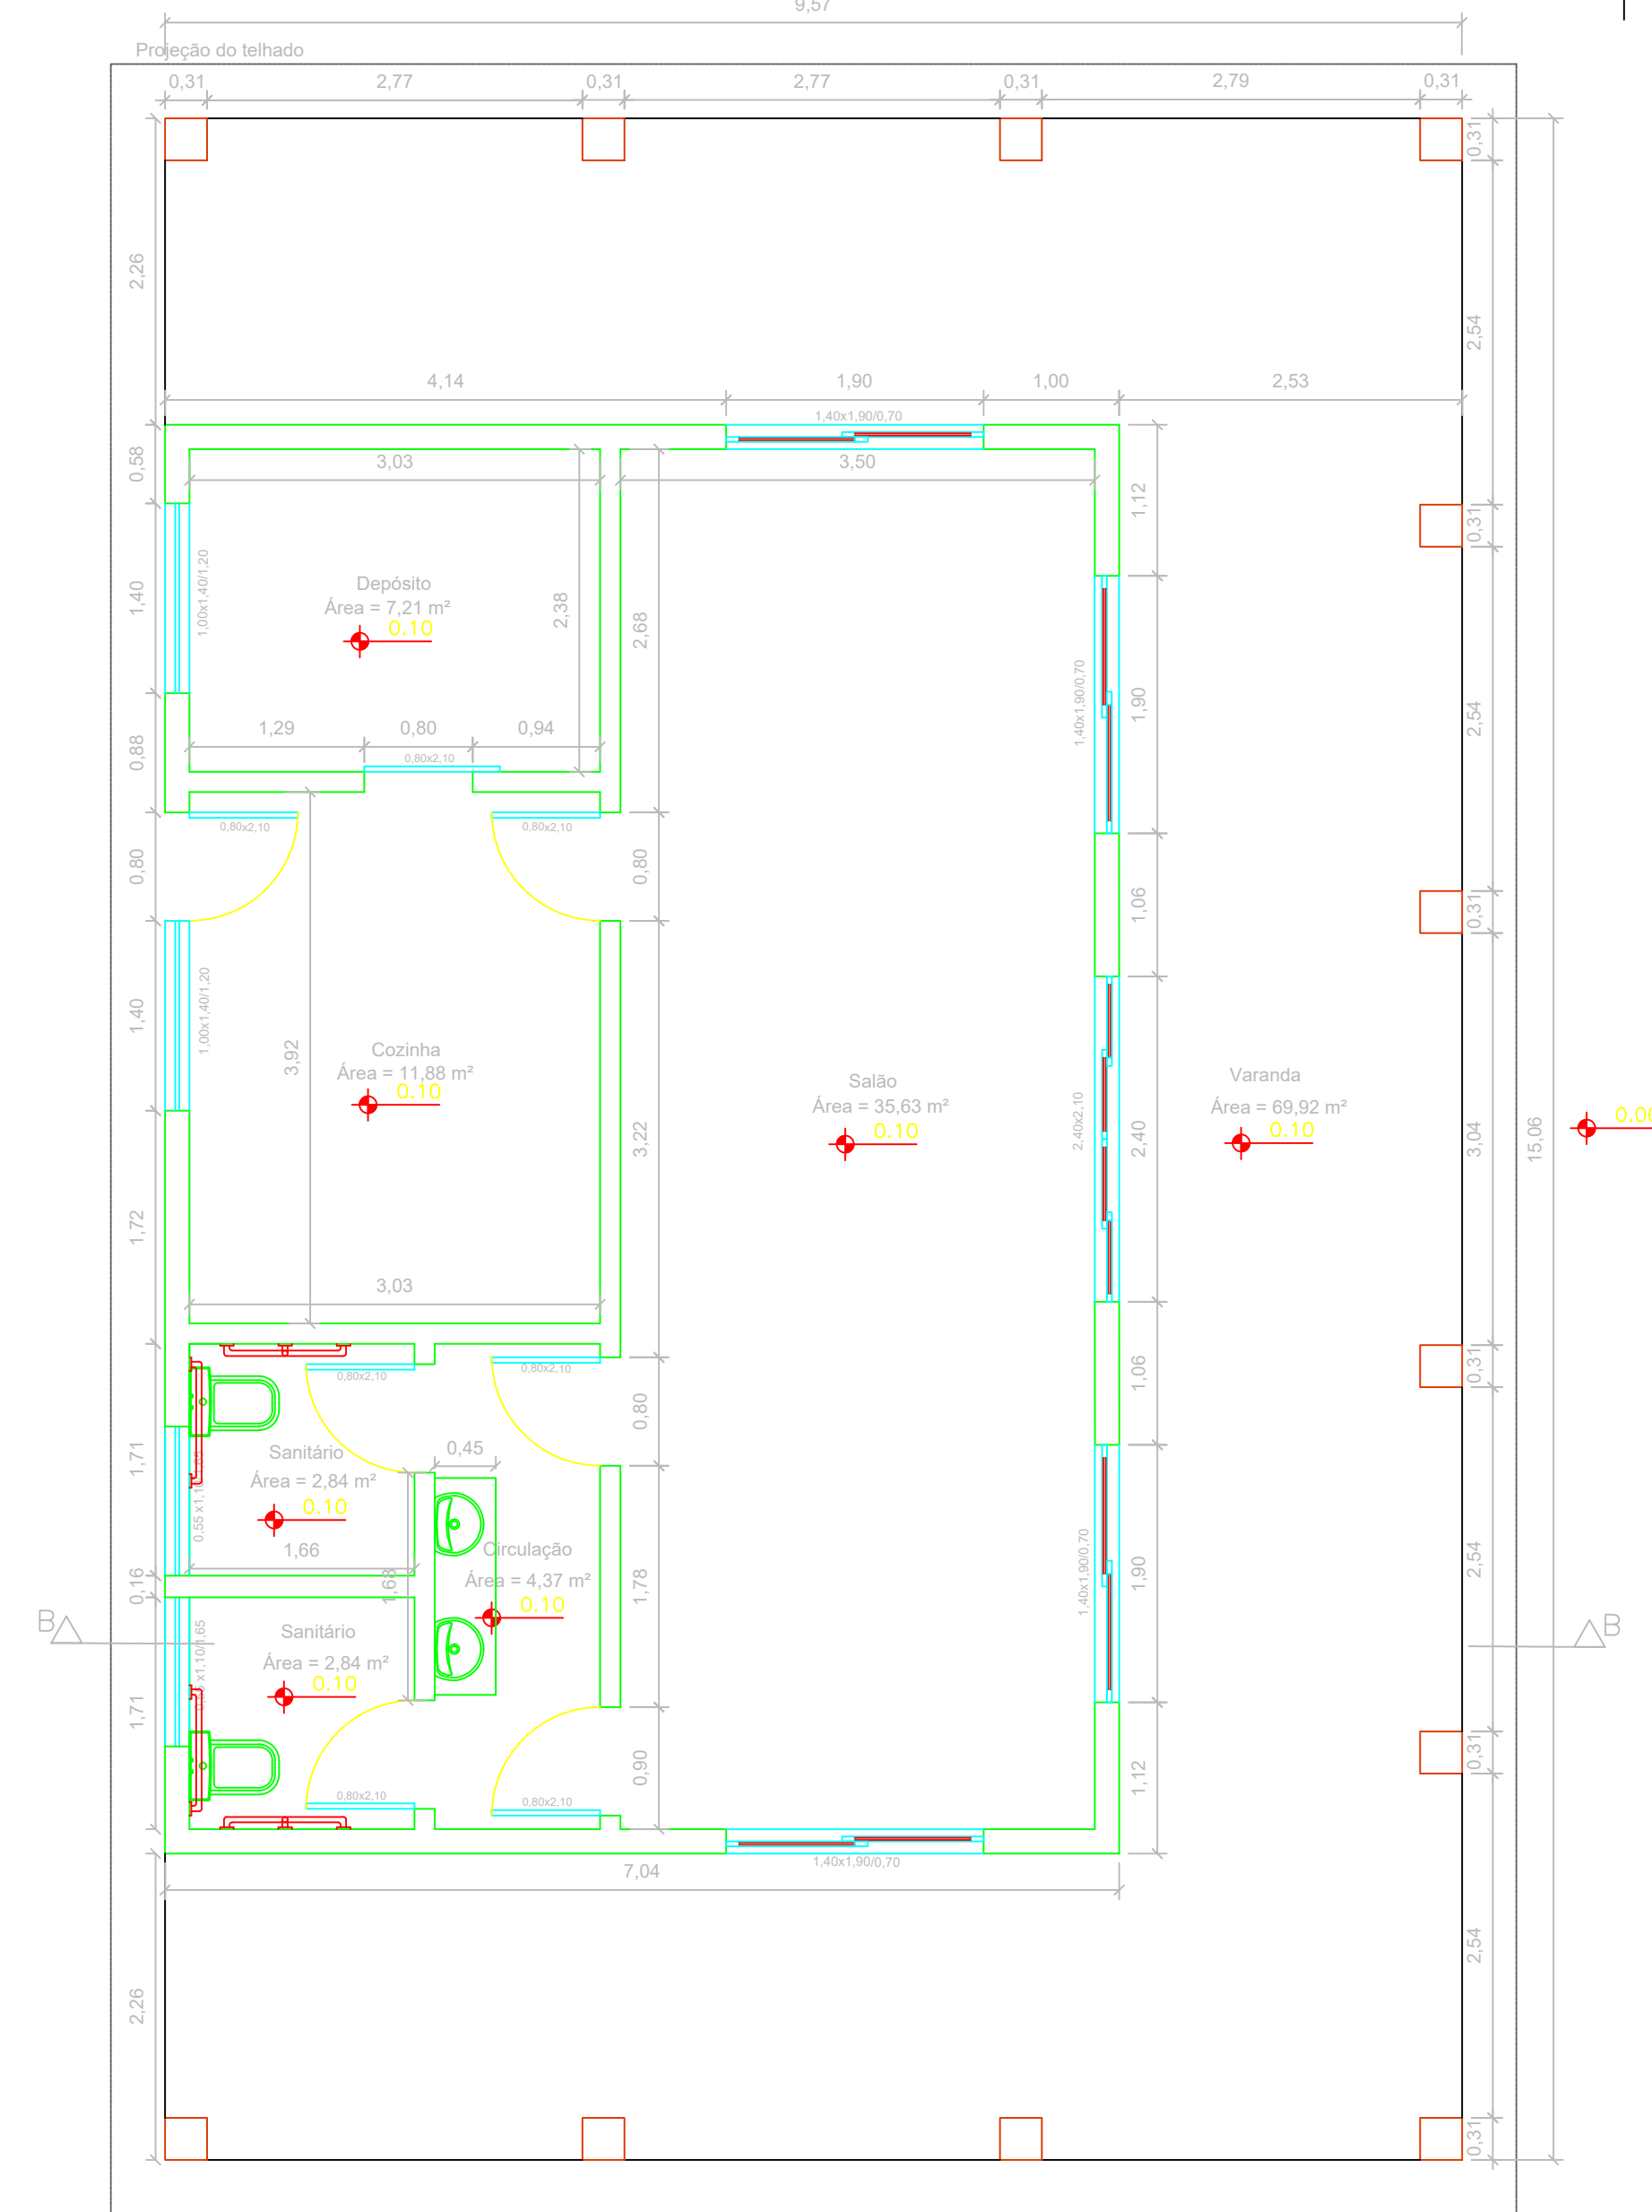 9,57
Projeção do telhado
0,31
2,77
0,31
2,77
0,31
2,79
0,31
0,31
2,26
2,54
4,14
1,90
1,00
2,53
1,40x1,90/0,70
0,58
3,03
3,50
1,12
0,31
1,00x1,40/1,20
1,40
Depósito
Área = 7,21 m²
0.10
2,38
2,68
1,40x1,90/0,70
1,90
2,54
1,29
0,80
0,94
0,88
0,80x2,10
0,80x2,10
0,80x2,10
0,80
0,80
1,06
0,31
1,40
1,00x1,40/1,20
3,92
Cozinha
Área = 11,88 m²
0.10
Salão
Área = 35,63 m²
0.10
Varanda
Área = 69,92 m²
0.10
3,22
2,40x2,10
2,40
3,04
15,06
1,72
3,03
0,80x2,10
0,80x2,10
0,80
1,06
0,31
1,71
Sanitário
Área = 2,84 m²
0.10
0,45
1,66
1,68
Circulação
Área = 4,37 m²
0.10
1,78
1,40x1,90/0,70
1,90
2,54
0,16
B
B
Sanitário
Área = 2,84 m²
0.10
1,71
0,80x2,10
0,80x2,10
0,90
1,12
0,31
1,40x1,90/0,70
7,04
2,26
2,54
0,31